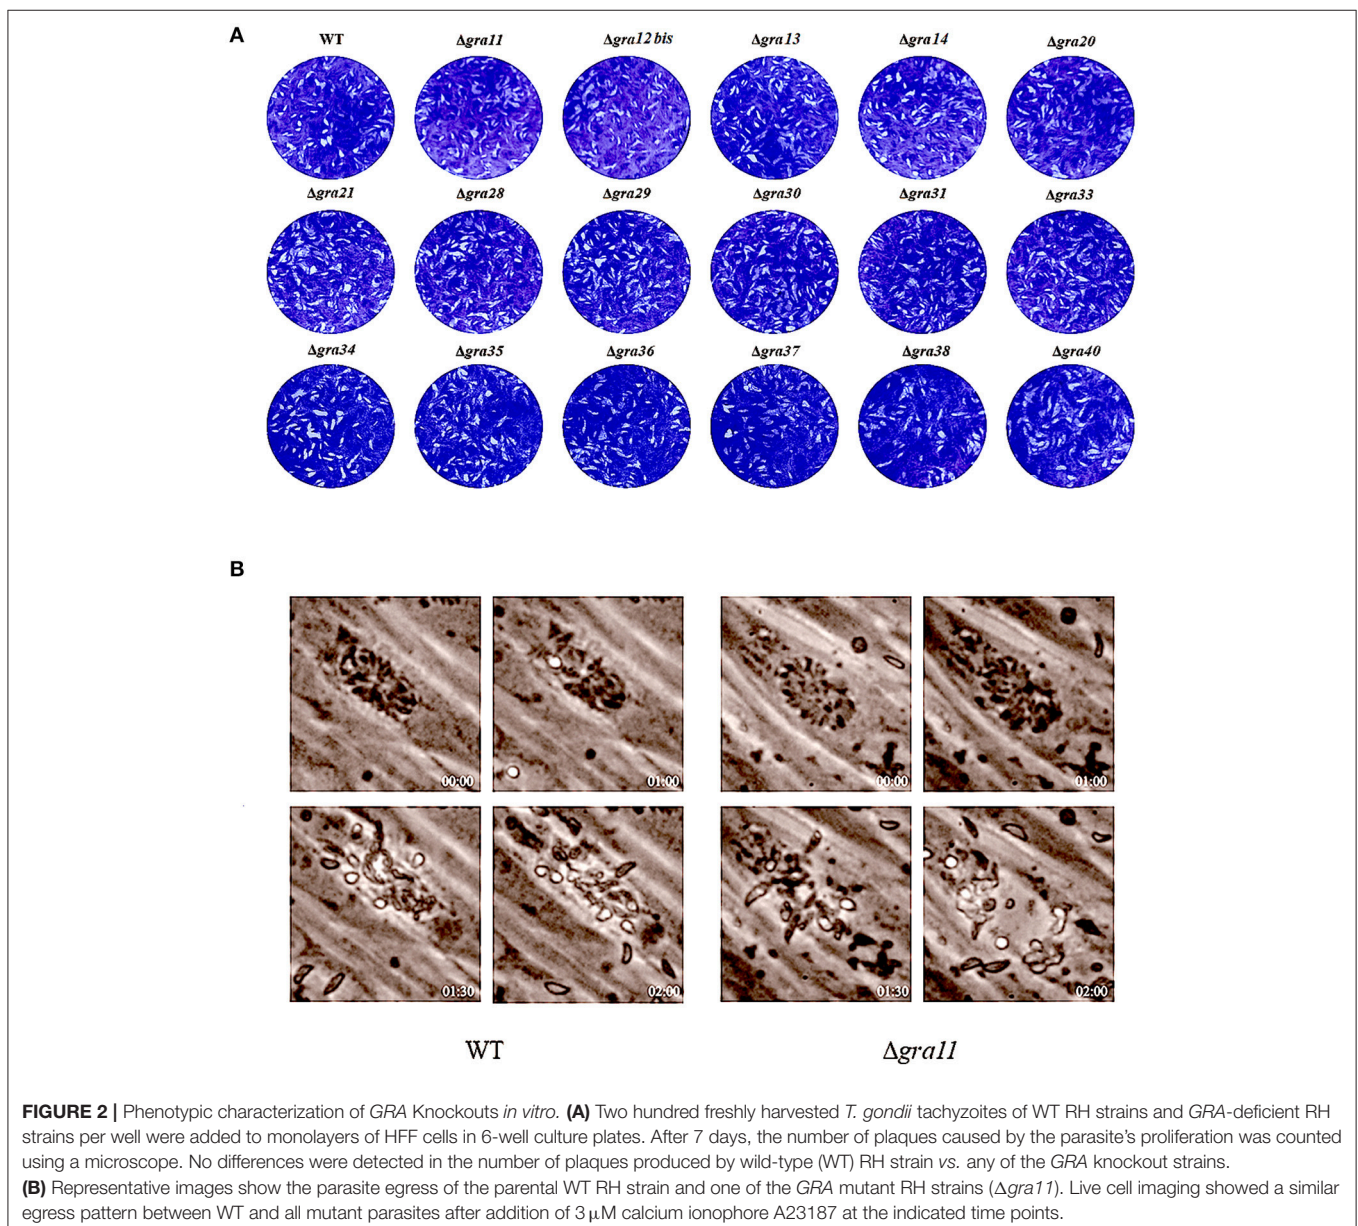 A
WT Δgra11 Δgra12 bis Δgra13 Δgra14 Δgra20
Δgra21 Δgra28 Δgra29 Δgra30 Δgra31 Δgra33
Δgra34 Δgra35 Δgra36 Δgra37 Δgra38 Δgra40
B
00:00 01:00 00:00 01:00
01:30 02:00 01:30 02:00
WT Δgra11
FIGURE 2 | Phenotypic characterization of GRA Knockouts in vitro. (A) Two hundred freshly harvested T. gondii tachyzoites of WT RH strains and GRA-deficient RH
strains per well were added to monolayers of HFF cells in 6-well culture plates. After 7 days, the number of plaques caused by the parasite's proliferation was counted
using a microscope. No differences were detected in the number of plaques produced by wild-type (WT) RH strain vs. any of the GRA knockout strains.
(B) Representative images show the parasite egress of the parental WT RH strain and one of the GRA mutant RH strains (Δgra11). Live cell imaging showed a similar
egress pattern between WT and all mutant parasites after addition of 3 μM calcium ionophore A23187 at the indicated time points.